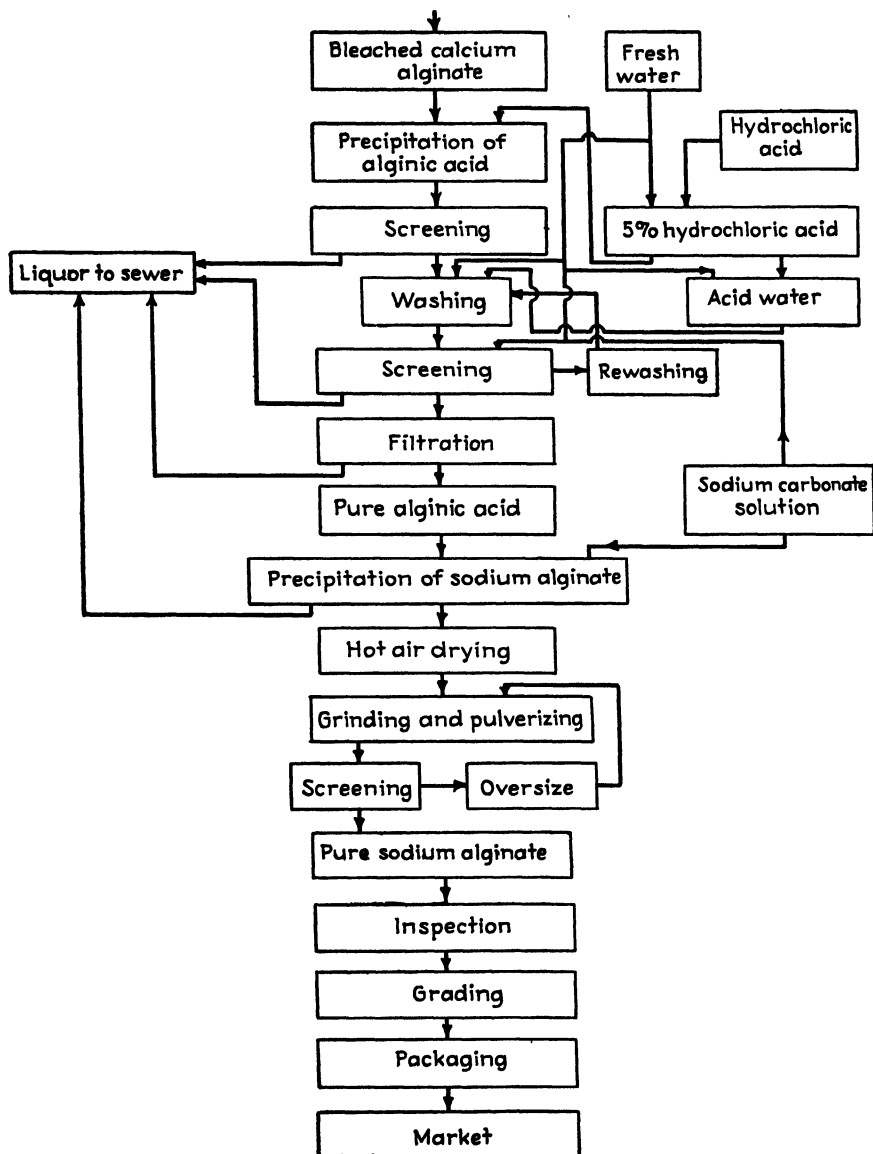 Bleached calcium
alginate
Fresh
water
Precipitation of
alginic acid
Hydrochloric
acid
Screening
5% hydrochloric acid
Liquor to sewer
Washing
Acid water
Screening
Rewashing
Filtration
Pure alginic acid
Sodium carbonate
solution
Precipitation of sodium alginate
Hot air drying
Grinding and pulverizing
Screening
Oversize
Pure sodium alginate
Inspection
Grading
Packaging
Market